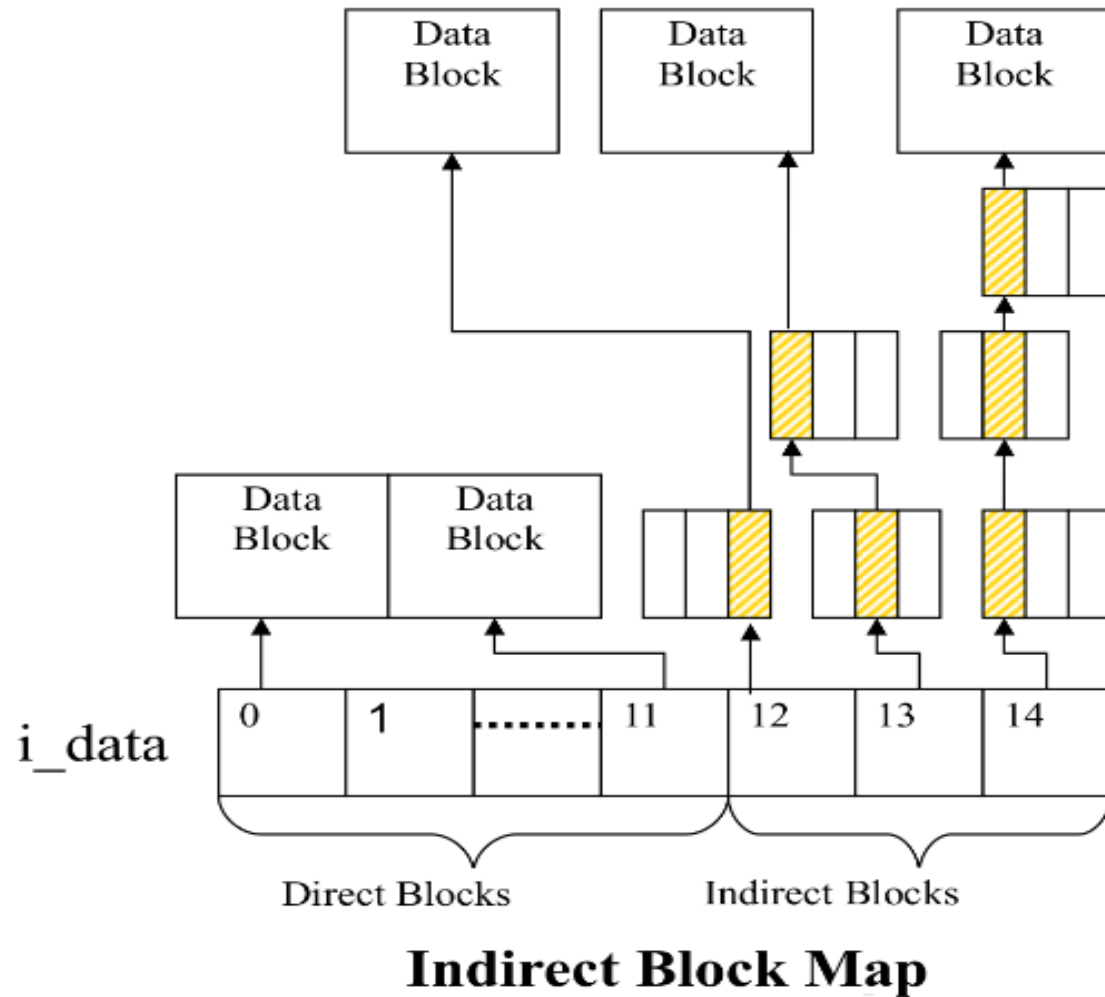 Data
Block
Data
Block
Data
Block
Data
Block
Data
Block
i_data
0
1
11
12
13
14
Direct Blocks
Indirect Blocks
Indirect Block Map